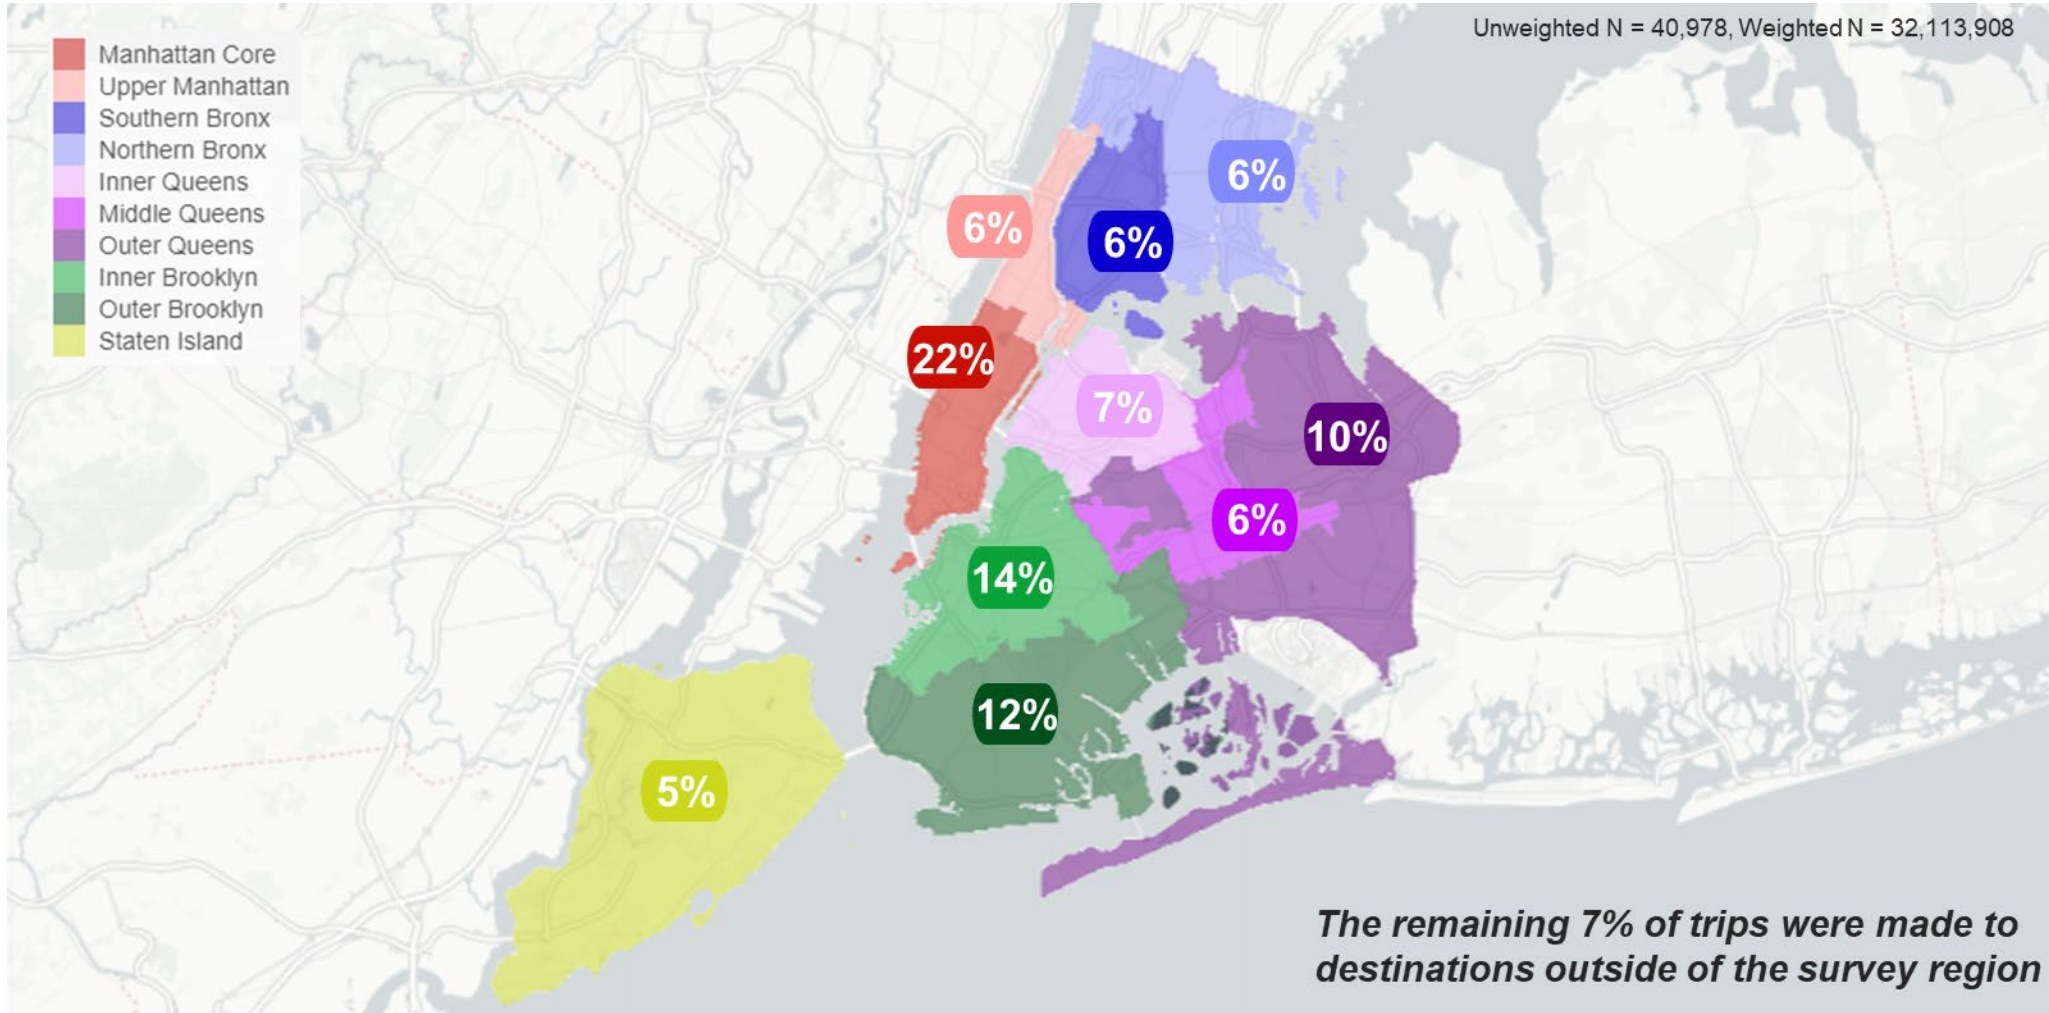 Unweighted N = 40,978, Weighted N = 32,113,908
Manhattan Core
Upper Manhattan
Southern Bronx
Northern Bronx
Inner Queens
Middle Queens
Outer Queens
Inner Brooklyn
Outer Brooklyn
Staten Island
6%
6%
6%
22%
7%
10%
6%
14%
12%
5%
The remaining 7% of trips were made to
destinations outside of the survey region